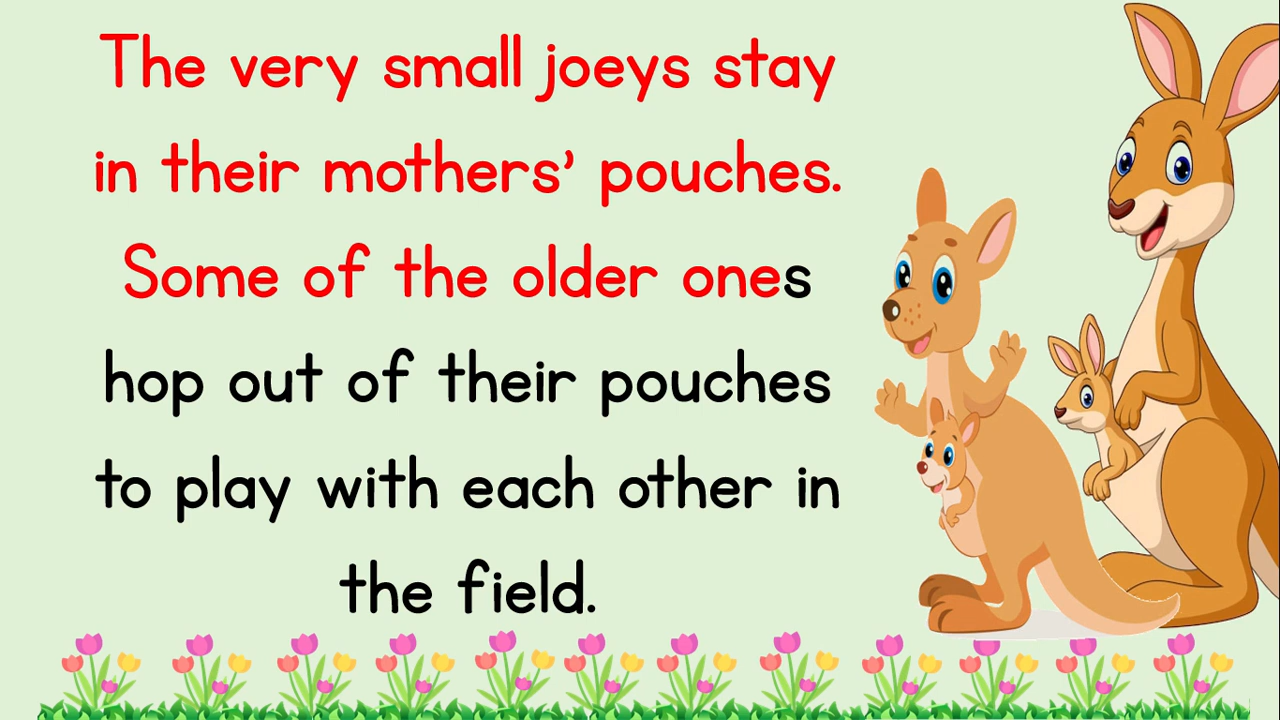 The very small joeys stay
in their mothers’ pouches.
Some of the older ones
hop out of their pouches
to play with each other in
the field.